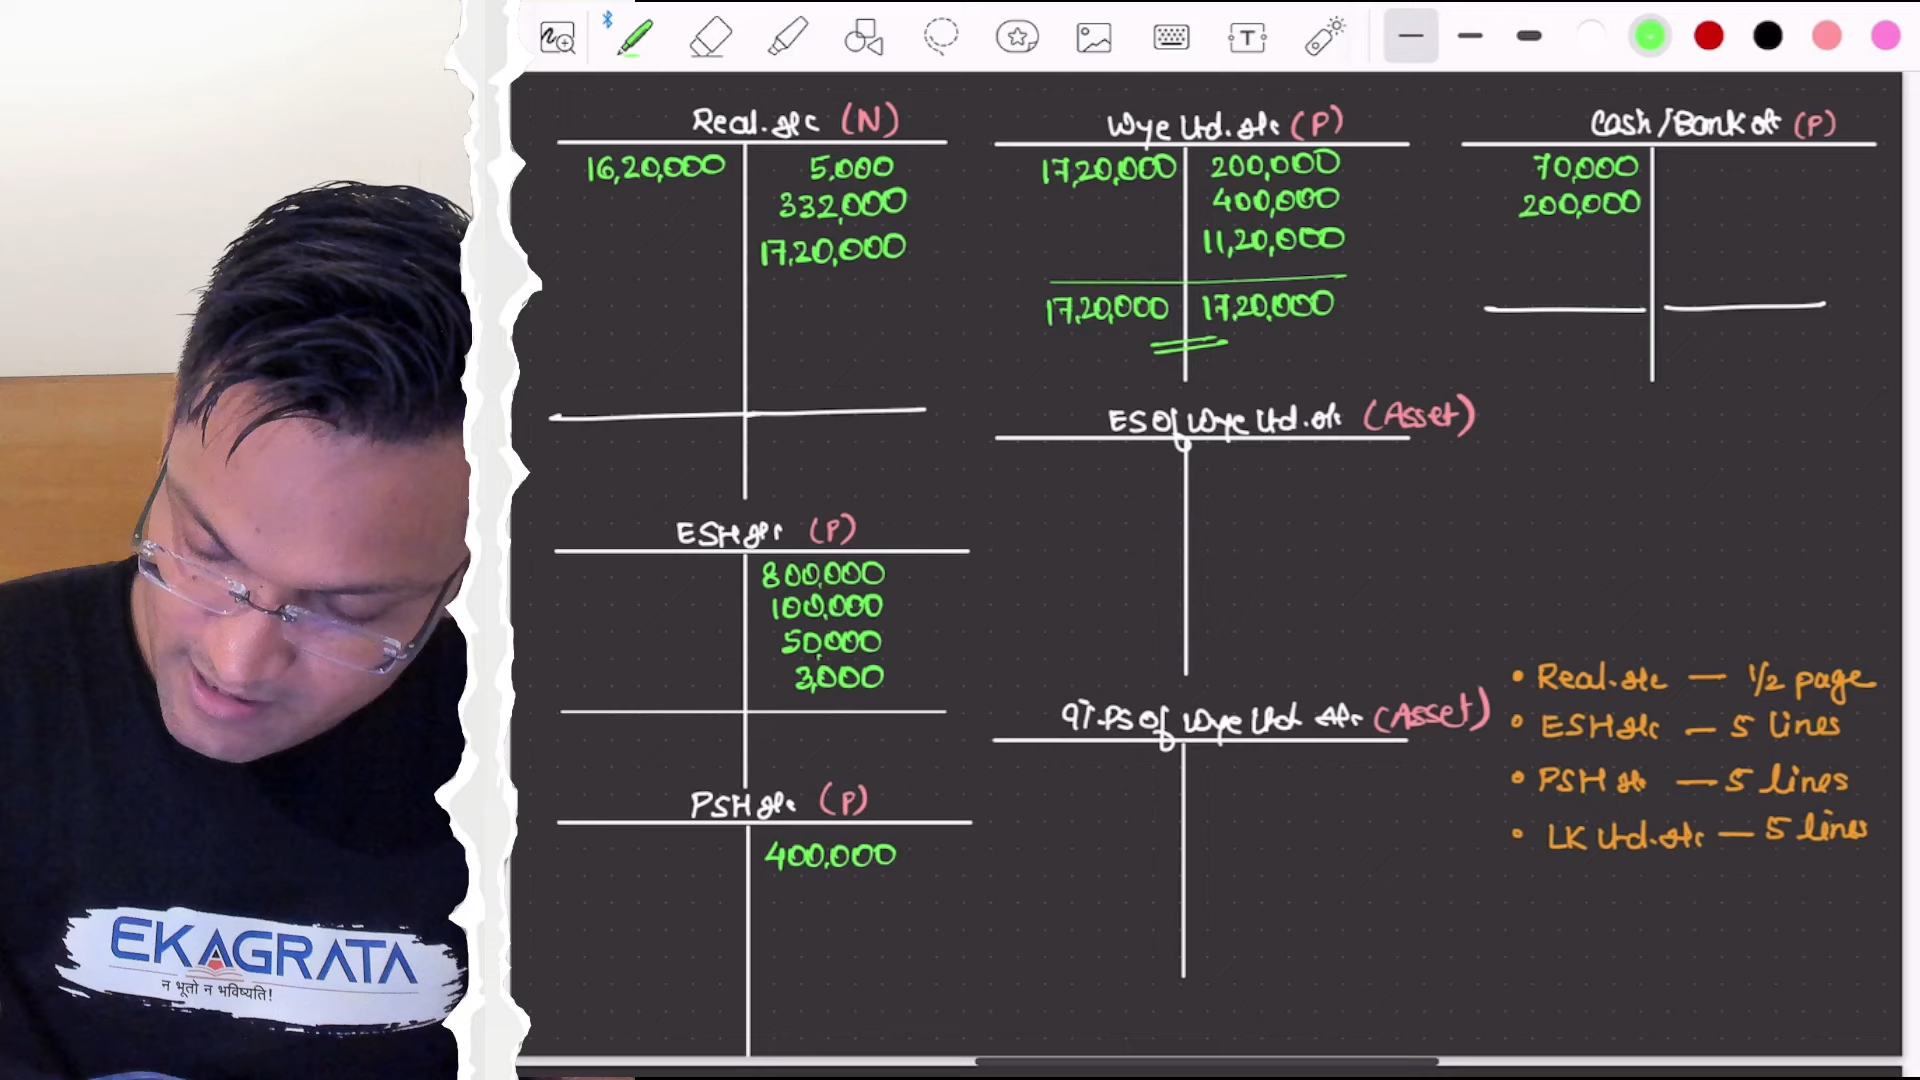 Real. A/c (N)
16,20,000 5,000
332,000
17,20,000
ESH A/c (P)
800,000
100,000
50,000
3,000
PSH A/c (P)
400,000
Wye Ltd. A/c (P)
17,20,000 200,000
400,000
11,20,000
17,20,000 17,20,000
ES Of Wye Ltd. A/c (Asset)
9% PS Of Wye Ltd A/c (Asset)
Cash/Bank A/c (P)
70,000
200,000
• Real. A/c — 1/2 page
• ESH A/c — 5 lines
• PSH A/c — 5 lines
• LK Ltd. A/c — 5 lines
T
EKAGRATA
न भूतो न भविष्यति!